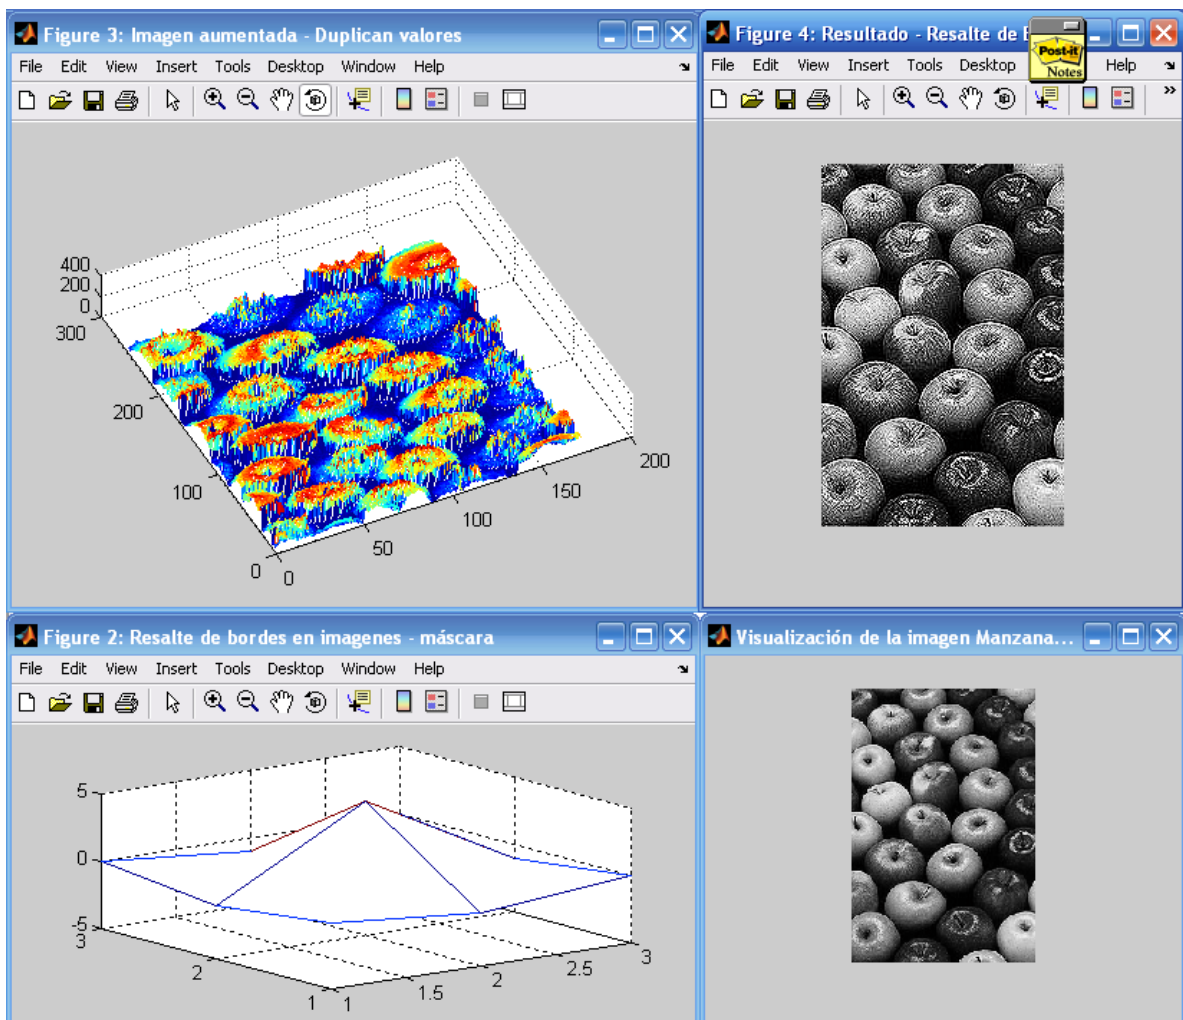 Figure 3: Imagen aumentada - Duplican valores
File Edit View Insert Tools Desktop Window Help
400
200
0
300
200
100
0
0
50
100
150
200
Figure 4: Resultado - Resalte de
File Edit View Insert Tools Desktop Help
Post-it
Notes
Figure 2: Resalte de bordes en imagenes - máscara
File Edit View Insert Tools Desktop Window Help
5
0
-5
3
2
1
1
1.5
2
2.5
3
Visualización de la imagen Manzana...